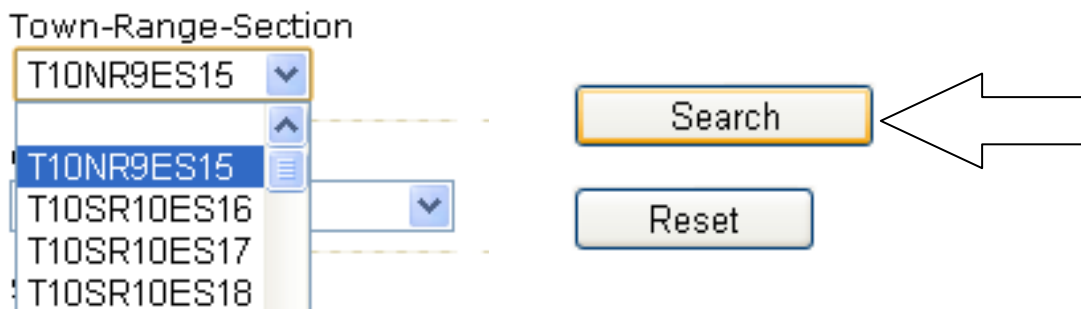 Town-Range-Section
T10NR9ES15
T10NR9ES15
T10SR10ES16
T10SR10ES17
T10SR10ES18
Search
Reset